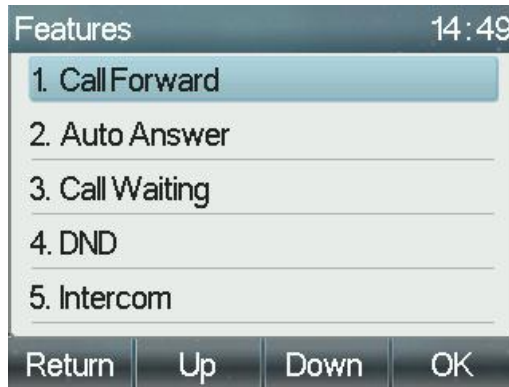 Features 14:49
1. Call Forward
2. Auto Answer
3. Call Waiting
4. DND
5. Intercom
Return Up Down OK